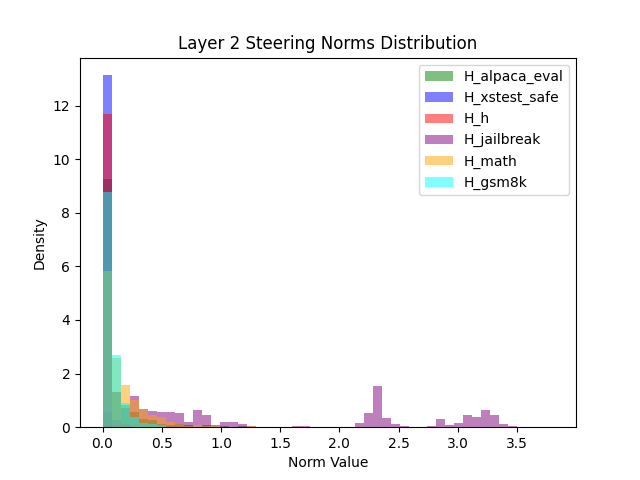 Layer 2 Steering Norms Distribution
H_alpaca_eval
H_xstest_safe
H_h
H_jailbreak
H_math
H_gsm8k
12
10
8
6
4
2
0
Density
0.0 0.5 1.0 1.5 2.0 2.5 3.0 3.5
Norm Value